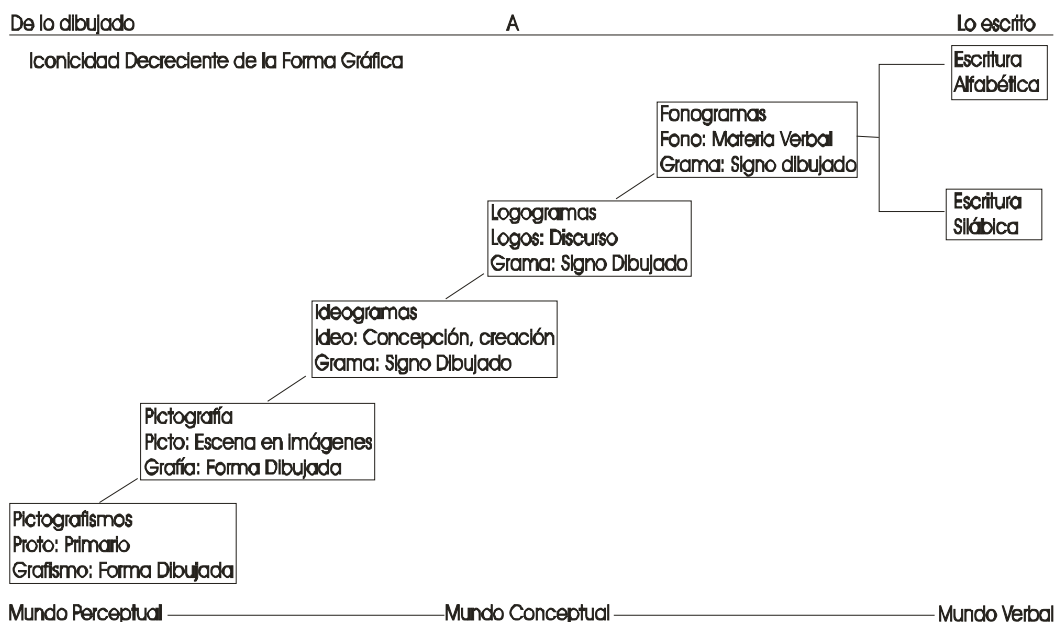 De lo dibujado A Lo escrito
Iconicidad Decreciente de la Forma Gráfica
Escritura
Alfabética
Fonogramas
Fono: Materia Verbal
Grama: Signo dibujado
Escritura
Silábica
Logogramas
Logos: Discurso
Grama: Signo Dibujado
Ideogramas
Ideo: Concepción, creación
Grama: Signo Dibujado
Pictografía
Picto: Escena en Imágenes
Grafía: Forma Dibujada
Pictografismos
Proto: Primario
Grafismo: Forma Dibujada
Mundo Perceptual Mundo Conceptual Mundo Verbal